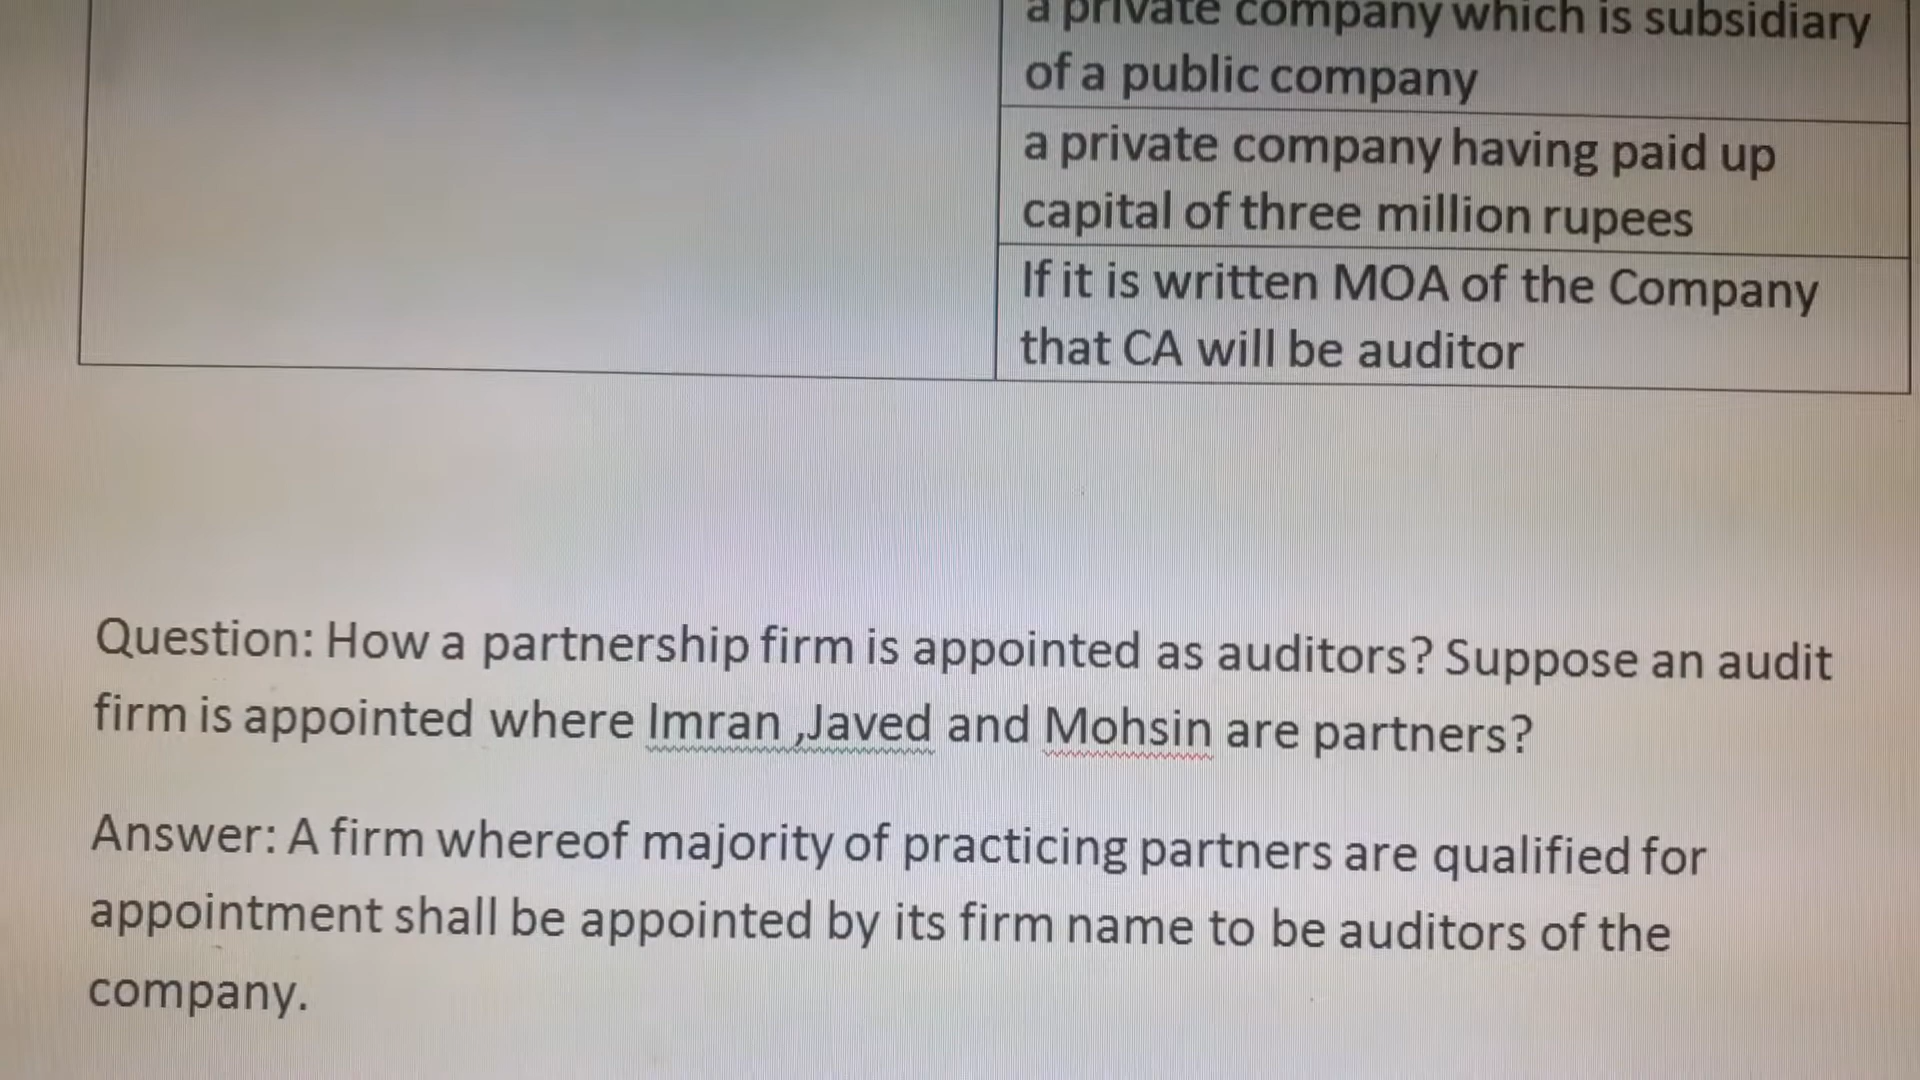 a private company which is subsidiary
of a public company
a private company having paid up
capital of three million rupees
If it is written MOA of the Company
that CA will be auditor
Question: How a partnership firm is appointed as auditors? Suppose an audit
firm is appointed where Imran ,Javed and Mohsin are partners?
Answer: A firm whereof majority of practicing partners are qualified for
appointment shall be appointed by its firm name to be auditors of the
company.